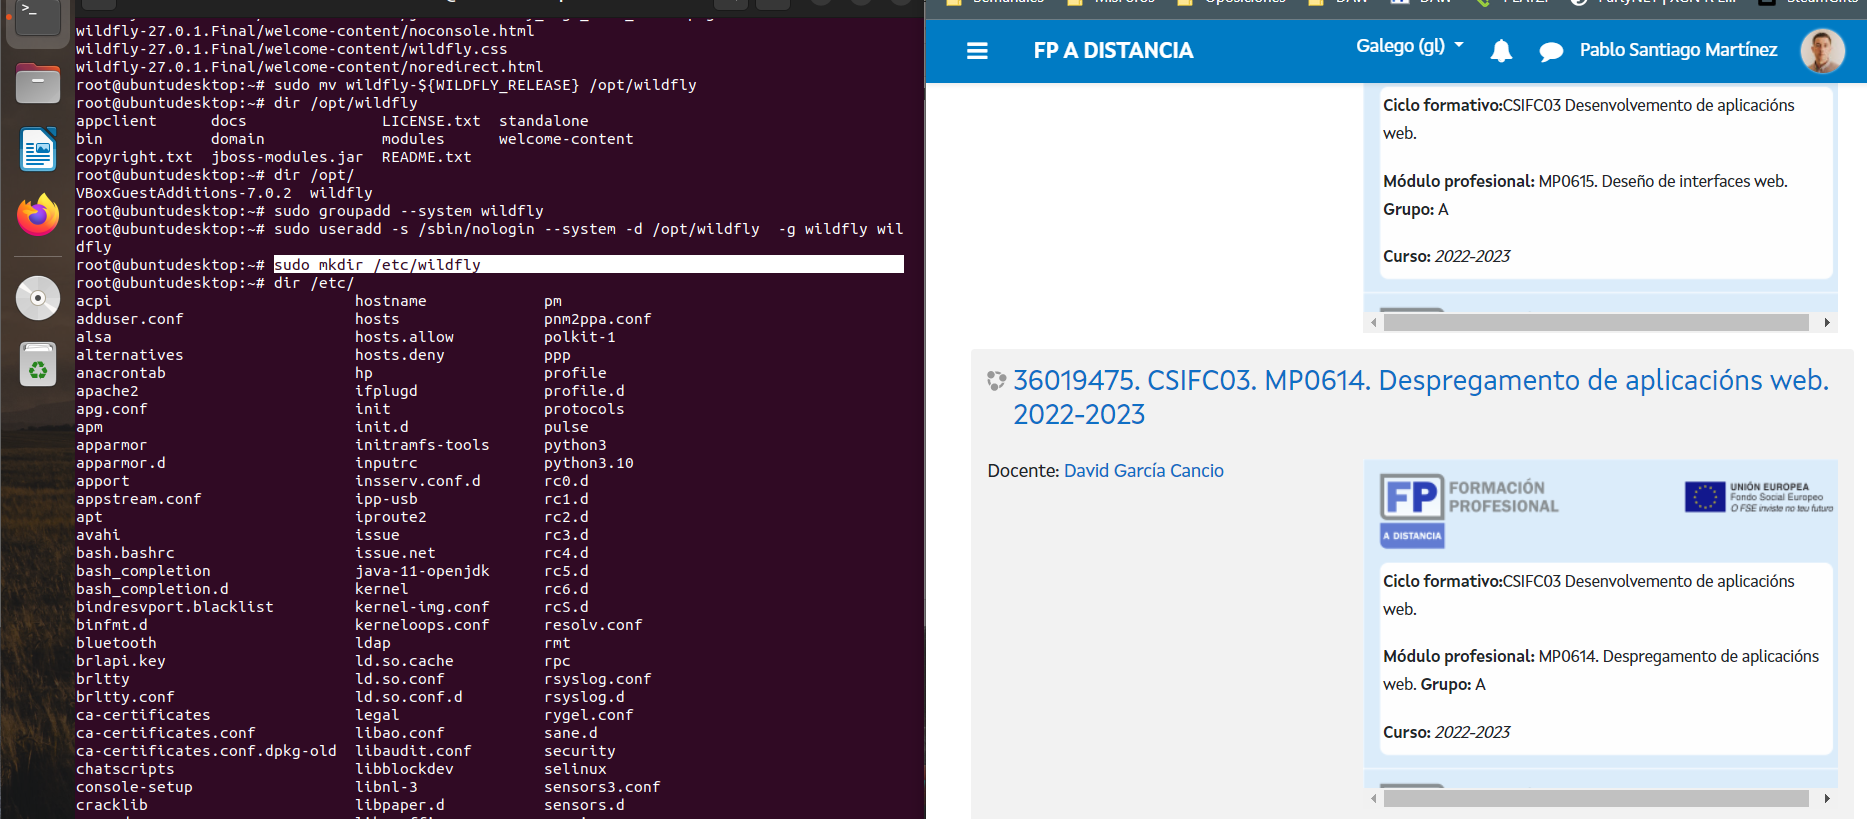 wildfly-27.0.1.Final/welcome-content/noconsole.html
wildfly-27.0.1.Final/welcome-content/wildfly.css
wildfly-27.0.1.Final/welcome-content/noredirect.html
root@ubuntudesktop:~# sudo mv wildfly-${WILDFLY_RELEASE} /opt/wildfly
root@ubuntudesktop:~# dir /opt/wildfly
appclient docs LICENSE.txt standalone
bin domain modules welcome-content
copyright.txt jboss-modules.jar README.txt
root@ubuntudesktop:~# dir /opt/
VBoxGuestAdditions-7.0.2 wildfly
root@ubuntudesktop:~# sudo groupadd --system wildfly
root@ubuntudesktop:~# sudo useradd -s /sbin/nologin --system -d /opt/wildfly  -g wildfly wil
dfly
root@ubuntudesktop:~# sudo mkdir /etc/wildfly
root@ubuntudesktop:~# dir /etc/
acpi hostname pm
adduser.conf hosts pnm2ppa.conf
alsa hosts.allow polkit-1
alternatives hosts.deny ppp
anacrontab hp profile
apache2 ifplugd profile.d
apg.conf init protocols
apm init.d pulse
apparmor initramfs-tools python3
apparmor.d inputrc python3.10
apport insserv.conf.d rc0.d
appstream.conf ipp-usb rc1.d
apt iproute2 rc2.d
avahi issue rc3.d
bash.bashrc issue.net rc4.d
bash_completion java-11-openjdk rc5.d
bash_completion.d kernel rc6.d
bindresvport.blacklist kernel-img.conf rcS.d
binfmt.d kerneloops.conf resolv.conf
bluetooth ldap rmt
brlapi.key ld.so.cache rpc
brltty ld.so.conf rsyslog.conf
brltty.conf ld.so.conf.d rsyslog.d
ca-certificates legal rygel.conf
ca-certificates.conf libao.conf sane.d
ca-certificates.conf.dpkg-old libaudit.conf security
chatscripts libblockdev selinux
console-setup libnl-3 sensors3.conf
cracklib libpaper.d sensors.d
FP A DISTANCIA
Galego (gl)
Pablo Santiago Martínez
Ciclo formativo:CSIFC03 Desenvolvemento de aplicacións
web.
Módulo profesional: MP0615. Deseño de interfaces web.
Grupo: A
Curso: 2022-2023
36019475. CSIFC03. MP0614. Despregamento de aplicacións web.
2022-2023
Docente: David García Cancio
FP FORMACIÓN
PROFESIONAL
A DISTANCIA
UNIÓN EUROPEA
Fondo Social Europeo
O FSE inviste no teu futuro
Ciclo formativo:CSIFC03 Desenvolvemento de aplicacións
web.
Módulo profesional: MP0614. Despregamento de aplicacións
web. Grupo: A
Curso: 2022-2023